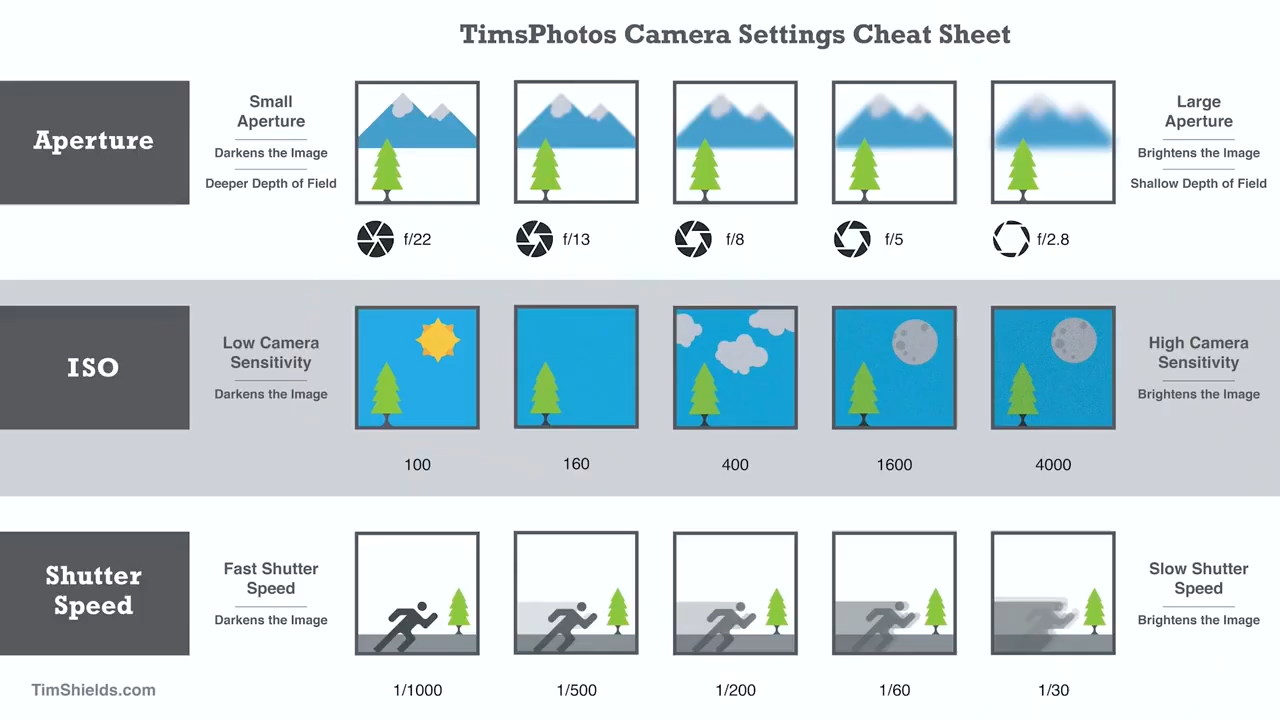 TimsPhotos Camera Settings Cheat Sheet
Aperture
Small
Aperture
Darkens the Image
Deeper Depth of Field
f/22
f/13
f/8
f/5
f/2.8
Large
Aperture
Brightens the Image
Shallow Depth of Field
ISO
Low Camera
Sensitivity
Darkens the Image
100
160
400
1600
4000
High Camera
Sensitivity
Brightens the Image
Shutter
Speed
Fast Shutter
Speed
Darkens the Image
1/1000
1/500
1/200
1/60
1/30
Slow Shutter
Speed
Brightens the Image
TimShields.com